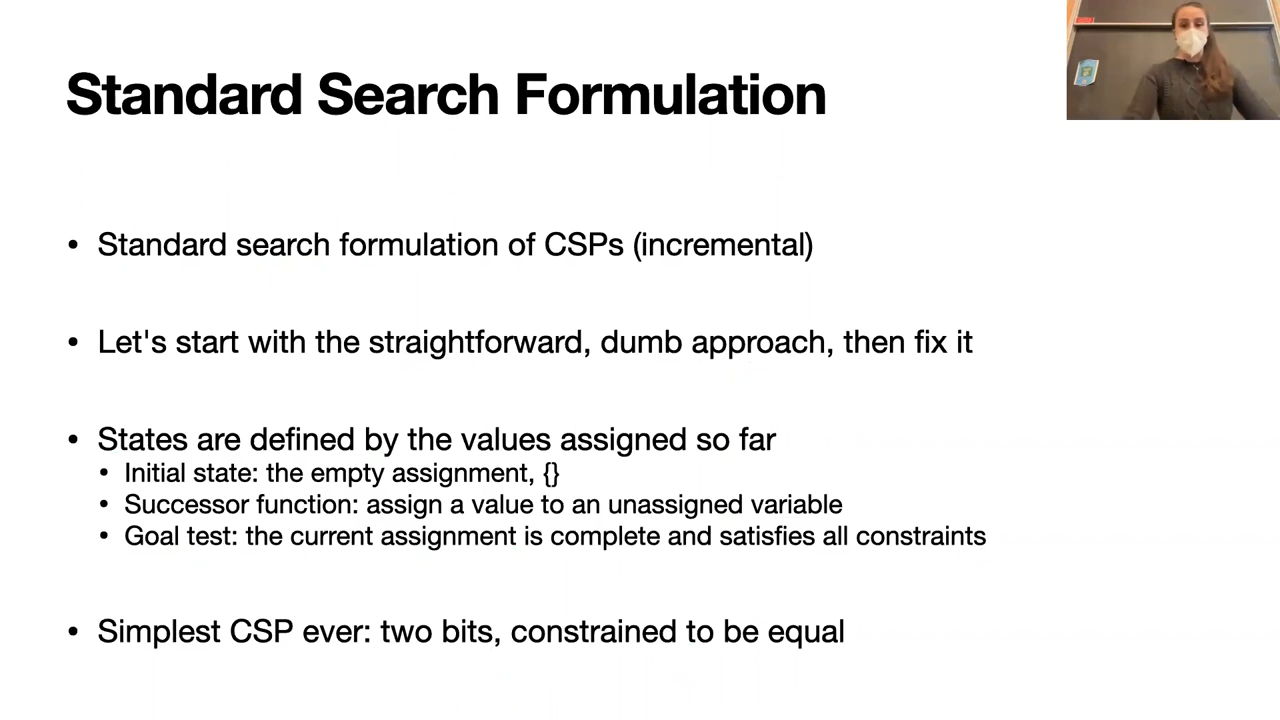 Standard Search Formulation
• Standard search formulation of CSPs (incremental)
• Let's start with the straightforward, dumb approach, then fix it
• States are defined by the values assigned so far
• Initial state: the empty assignment, {}
• Successor function: assign a value to an unassigned variable
• Goal test: the current assignment is complete and satisfies all constraints
• Simplest CSP ever: two bits, constrained to be equal